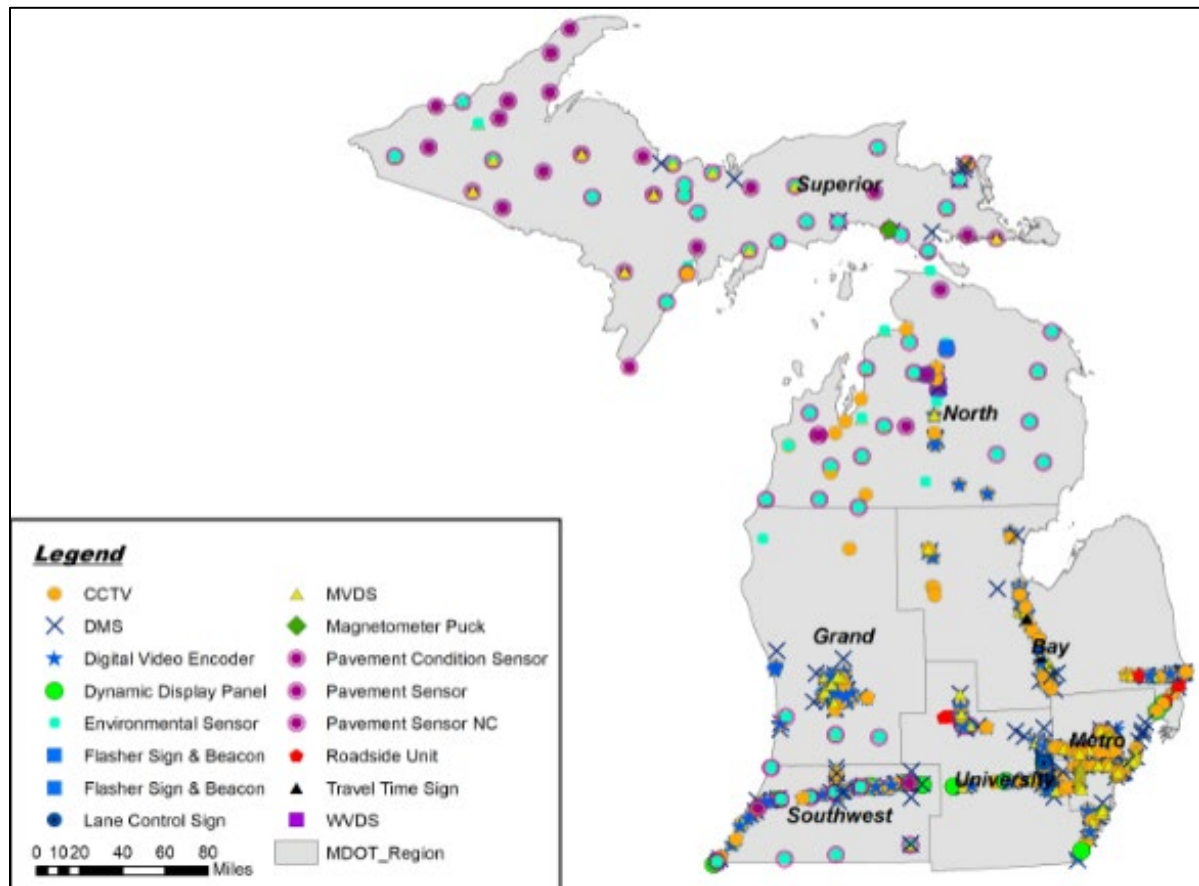 Superior
North
Grand
Bay
Metro
University
Southwest
Legend
CCTV
DMS
Digital Video Encoder
Dynamic Display Panel
Environmental Sensor
Flasher Sign & Beacon
Flasher Sign & Beacon
Lane Control Sign
0 10 20 40 60 80
Miles
MVDS
Magnetometer Puck
Pavement Condition Sensor
Pavement Sensor
Pavement Sensor NC
Roadside Unit
Travel Time Sign
WVDS
MDOT_Region